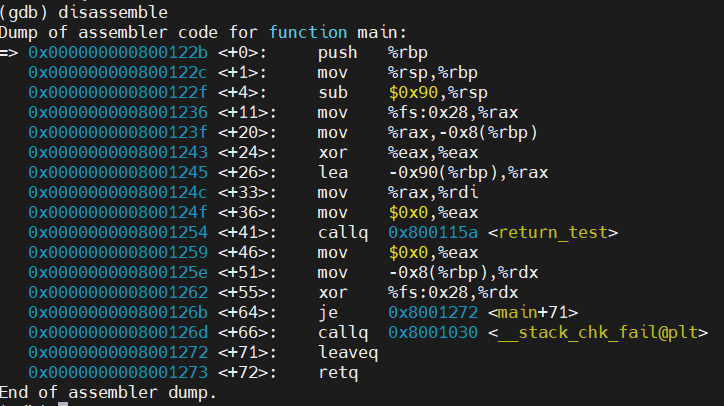 (gdb) disassemble
Dump of assembler code for function main:
=> 0x000000000800122b <+0>:     push   %rbp
   0x000000000800122c <+1>:     mov    %rsp,%rbp
   0x000000000800122f <+4>:     sub    $0x90,%rsp
   0x0000000008001236 <+11>:    mov    %fs:0x28,%rax
   0x000000000800123f <+20>:    mov    %rax,-0x8(%rbp)
   0x0000000008001243 <+24>:    xor    %eax,%eax
   0x0000000008001245 <+26>:    lea    -0x90(%rbp),%rax
   0x000000000800124c <+33>:    mov    %rax,%rdi
   0x000000000800124f <+36>:    mov    $0x0,%eax
   0x0000000008001254 <+41>:    callq  0x800115a <return_test>
   0x0000000008001259 <+46>:    mov    $0x0,%eax
   0x000000000800125e <+51>:    mov    -0x8(%rbp),%rdx
   0x0000000008001262 <+55>:    xor    %fs:0x28,%rdx
   0x000000000800126b <+64>:    je     0x8001272 <main+71>
   0x000000000800126d <+66>:    callq  0x8001030 <__stack_chk_fail@plt>
   0x0000000008001272 <+71>:    leaveq
   0x0000000008001273 <+72>:    retq
End of assembler dump.